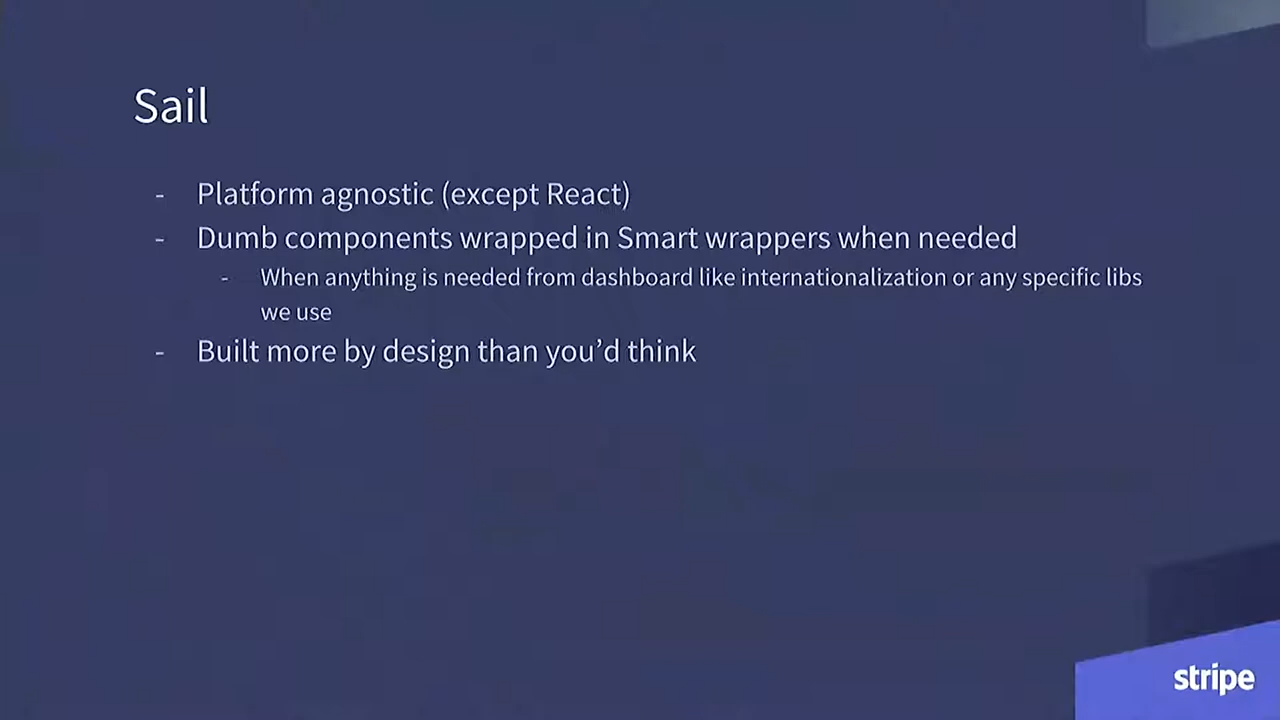 Sail
- Platform agnostic (except React)
- Dumb components wrapped in Smart wrappers when needed
- When anything is needed from dashboard like internationalization or any specific libs
we use
- Built more by design than you’d think
stripe